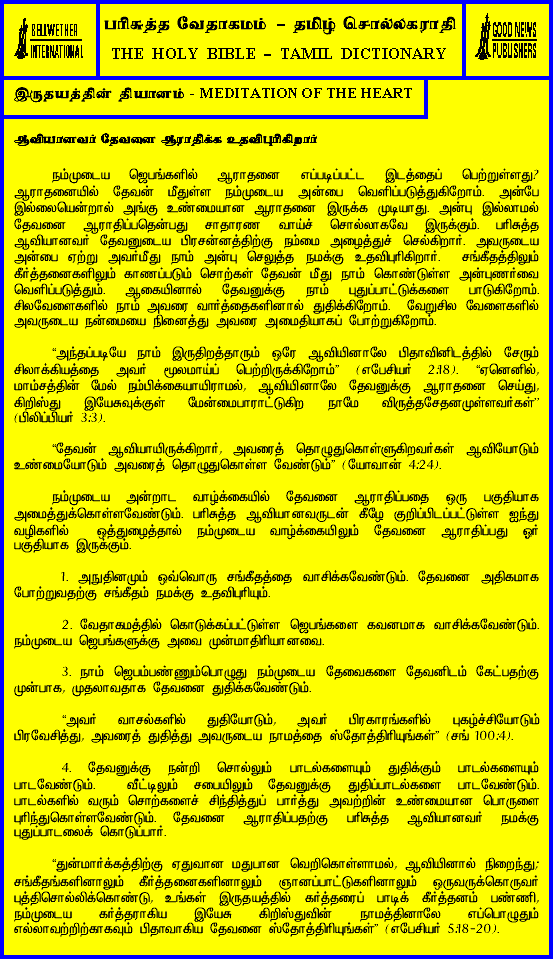 BELLWETHER
INTERNATIONAL
பரிசுத்த வேதாகமம் – தமிழ் சொல்லகராதி
THE HOLY BIBLE – TAMIL DICTIONARY
GOOD NEWS
PUBLISHERS
இருதயத்தின் தியானம் - MEDITATION OF THE HEART
ஆவியானவர் தேவனை ஆராதிக்க உதவிபுரிகிறார்
நம்முடைய ஜெபங்களில் ஆராதனை எப்படிப்பட்ட இடத்தைப் பெற்றுள்ளது?
ஆராதனையில் தேவன் மீதுள்ள நம்முடைய அன்பை வெளிப்படுத்துகிறோம். அன்பே
இல்லையென்றால் அங்கு உண்மையான ஆராதனை இருக்க முடியாது. அன்பு இல்லாமல்
தேவனை ஆராதிப்பதென்பது சாதாரண வாய்ச் சொல்லாகவே இருக்கும். பரிசுத்த
ஆவியானவர் தேவனுடைய பிரசன்னத்திற்கு நம்மை அழைத்துச் செல்கிறார். அவருடைய
அன்பை ஏற்று அவர்மீது நாம் அன்பு செலுத்த நமக்கு உதவிபுரிகிறார். சங்கீதத்திலும்
கீர்த்தனைகளிலும் காணப்படும் சொற்கள் தேவன் மீது நாம் கொண்டுள்ள அன்புணர்வை
வெளிப்படுத்தும். ஆகையினால் தேவனுக்கு நாம் புதுப்பாட்டுக்களை பாடுகிறோம்.
சிலவேளைகளில் நாம் அவரை வார்த்தைகளினால் துதிக்கிறோம். வேறுசில வேளைகளில்
அவருடைய நன்மையை நினைத்து அவரை அமைதியாகப் போற்றுகிறோம்.
“அந்தப்படியே நாம் இருதிறத்தாரும் ஒரே ஆவியினாலே பிதாவினிடத்தில் சேரும்
சிலாக்கியத்தை அவர் மூலமாய்ப் பெற்றிருக்கிறோம்” (எபேசியர் 2:18). “ஏனெனில்,
மாம்சத்தின் மேல் நம்பிக்கையாயிராமல், ஆவியினாலே தேவனுக்கு ஆராதனை செய்து,
கிறிஸ்து இயேசுவுக்குள் மேன்மைபாராட்டுகிற நாமே விருத்தசேதனமுள்ளவர்கள்”
(பிலிப்பியர் 3:3).
“தேவன் ஆவியாயிருக்கிறார், அவரைத் தொழுதுகொள்ளுகிறவர்கள் ஆவியோடும்
உண்மையோடும் அவரைத் தொழுதுகொள்ள வேண்டும்” (யோவான் 4:24).
நம்முடைய அன்றாட வாழ்க்கையில் தேவனை ஆராதிப்பதை ஒரு பகுதியாக
அமைத்துக்கொள்ளவேண்டும். பரிசுத்த ஆவியானவருடன் கீழே குறிப்பிடப்பட்டுள்ள ஐந்து
வழிகளில் ஒத்துழைத்தால் நம்முடைய வாழ்க்கையிலும் தேவனை ஆராதிப்பது ஓர்
பகுதியாக இருக்கும்.
1. அநுதினமும் ஒவ்வொரு சங்கீதத்தை வாசிக்கவேண்டும். தேவனை அதிகமாக
போற்றுவதற்கு சங்கீதம் நமக்கு உதவிபுரியும்.
2. வேதாகமத்தில் கொடுக்கப்பட்டுள்ள ஜெபங்களை கவனமாக வாசிக்கவேண்டும்.
நம்முடைய ஜெபங்களுக்கு அவை முன்மாதிரியானவை.
3. நாம் ஜெபம்பண்ணும்பொழுது நம்முடைய தேவைகளை தேவனிடம் கேட்பதற்கு
முன்பாக, முதலாவதாக தேவனை துதிக்கவேண்டும்.
“அவர் வாசல்களில் துதியோடும், அவர் பிரகாரங்களில் புகழ்ச்சியோடும்
பிரவேசித்து, அவரைத் துதித்து அவருடைய நாமத்தை ஸ்தோத்திரியுங்கள்” (சங் 100:4).
4. தேவனுக்கு நன்றி சொல்லும் பாடல்களையும் துதிக்கும் பாடல்களையும்
பாடவேண்டும். வீட்டிலும் சபையிலும் தேவனுக்கு துதிப்பாடல்களை பாடவேண்டும்.
பாடல்களில் வரும் சொற்களைச் சிந்தித்துப் பார்த்து அவற்றின் உண்மையான பொருளை
புரிந்துகொள்ளவேண்டும். தேவனை ஆராதிப்பதற்கு பரிசுத்த ஆவியானவர் நமக்கு
புதுப்பாடலைக் கொடுப்பார்.
“துன்மார்க்கத்திற்கு ஏதுவான மதுபான வெறிகொள்ளாமல், ஆவியினால் நிறைந்து;
சங்கீதங்களினாலும் கீர்த்தனைகளினாலும் ஞானப்பாட்டுகளினாலும் ஒருவருக்கொருவர்
புத்திசொல்லிக்கொண்டு, உங்கள் இருதயத்தில் கர்த்தரைப் பாடிக் கீர்த்தனம் பண்ணி,
நம்முடைய கர்த்தராகிய இயேசு கிறிஸ்துவின் நாமத்தினாலே எப்பொழுதும்
எல்லாவற்றிற்காகவும் பிதாவாகிய தேவனை ஸ்தோத்திரியுங்கள்” (எபேசியர் 5:18-20).